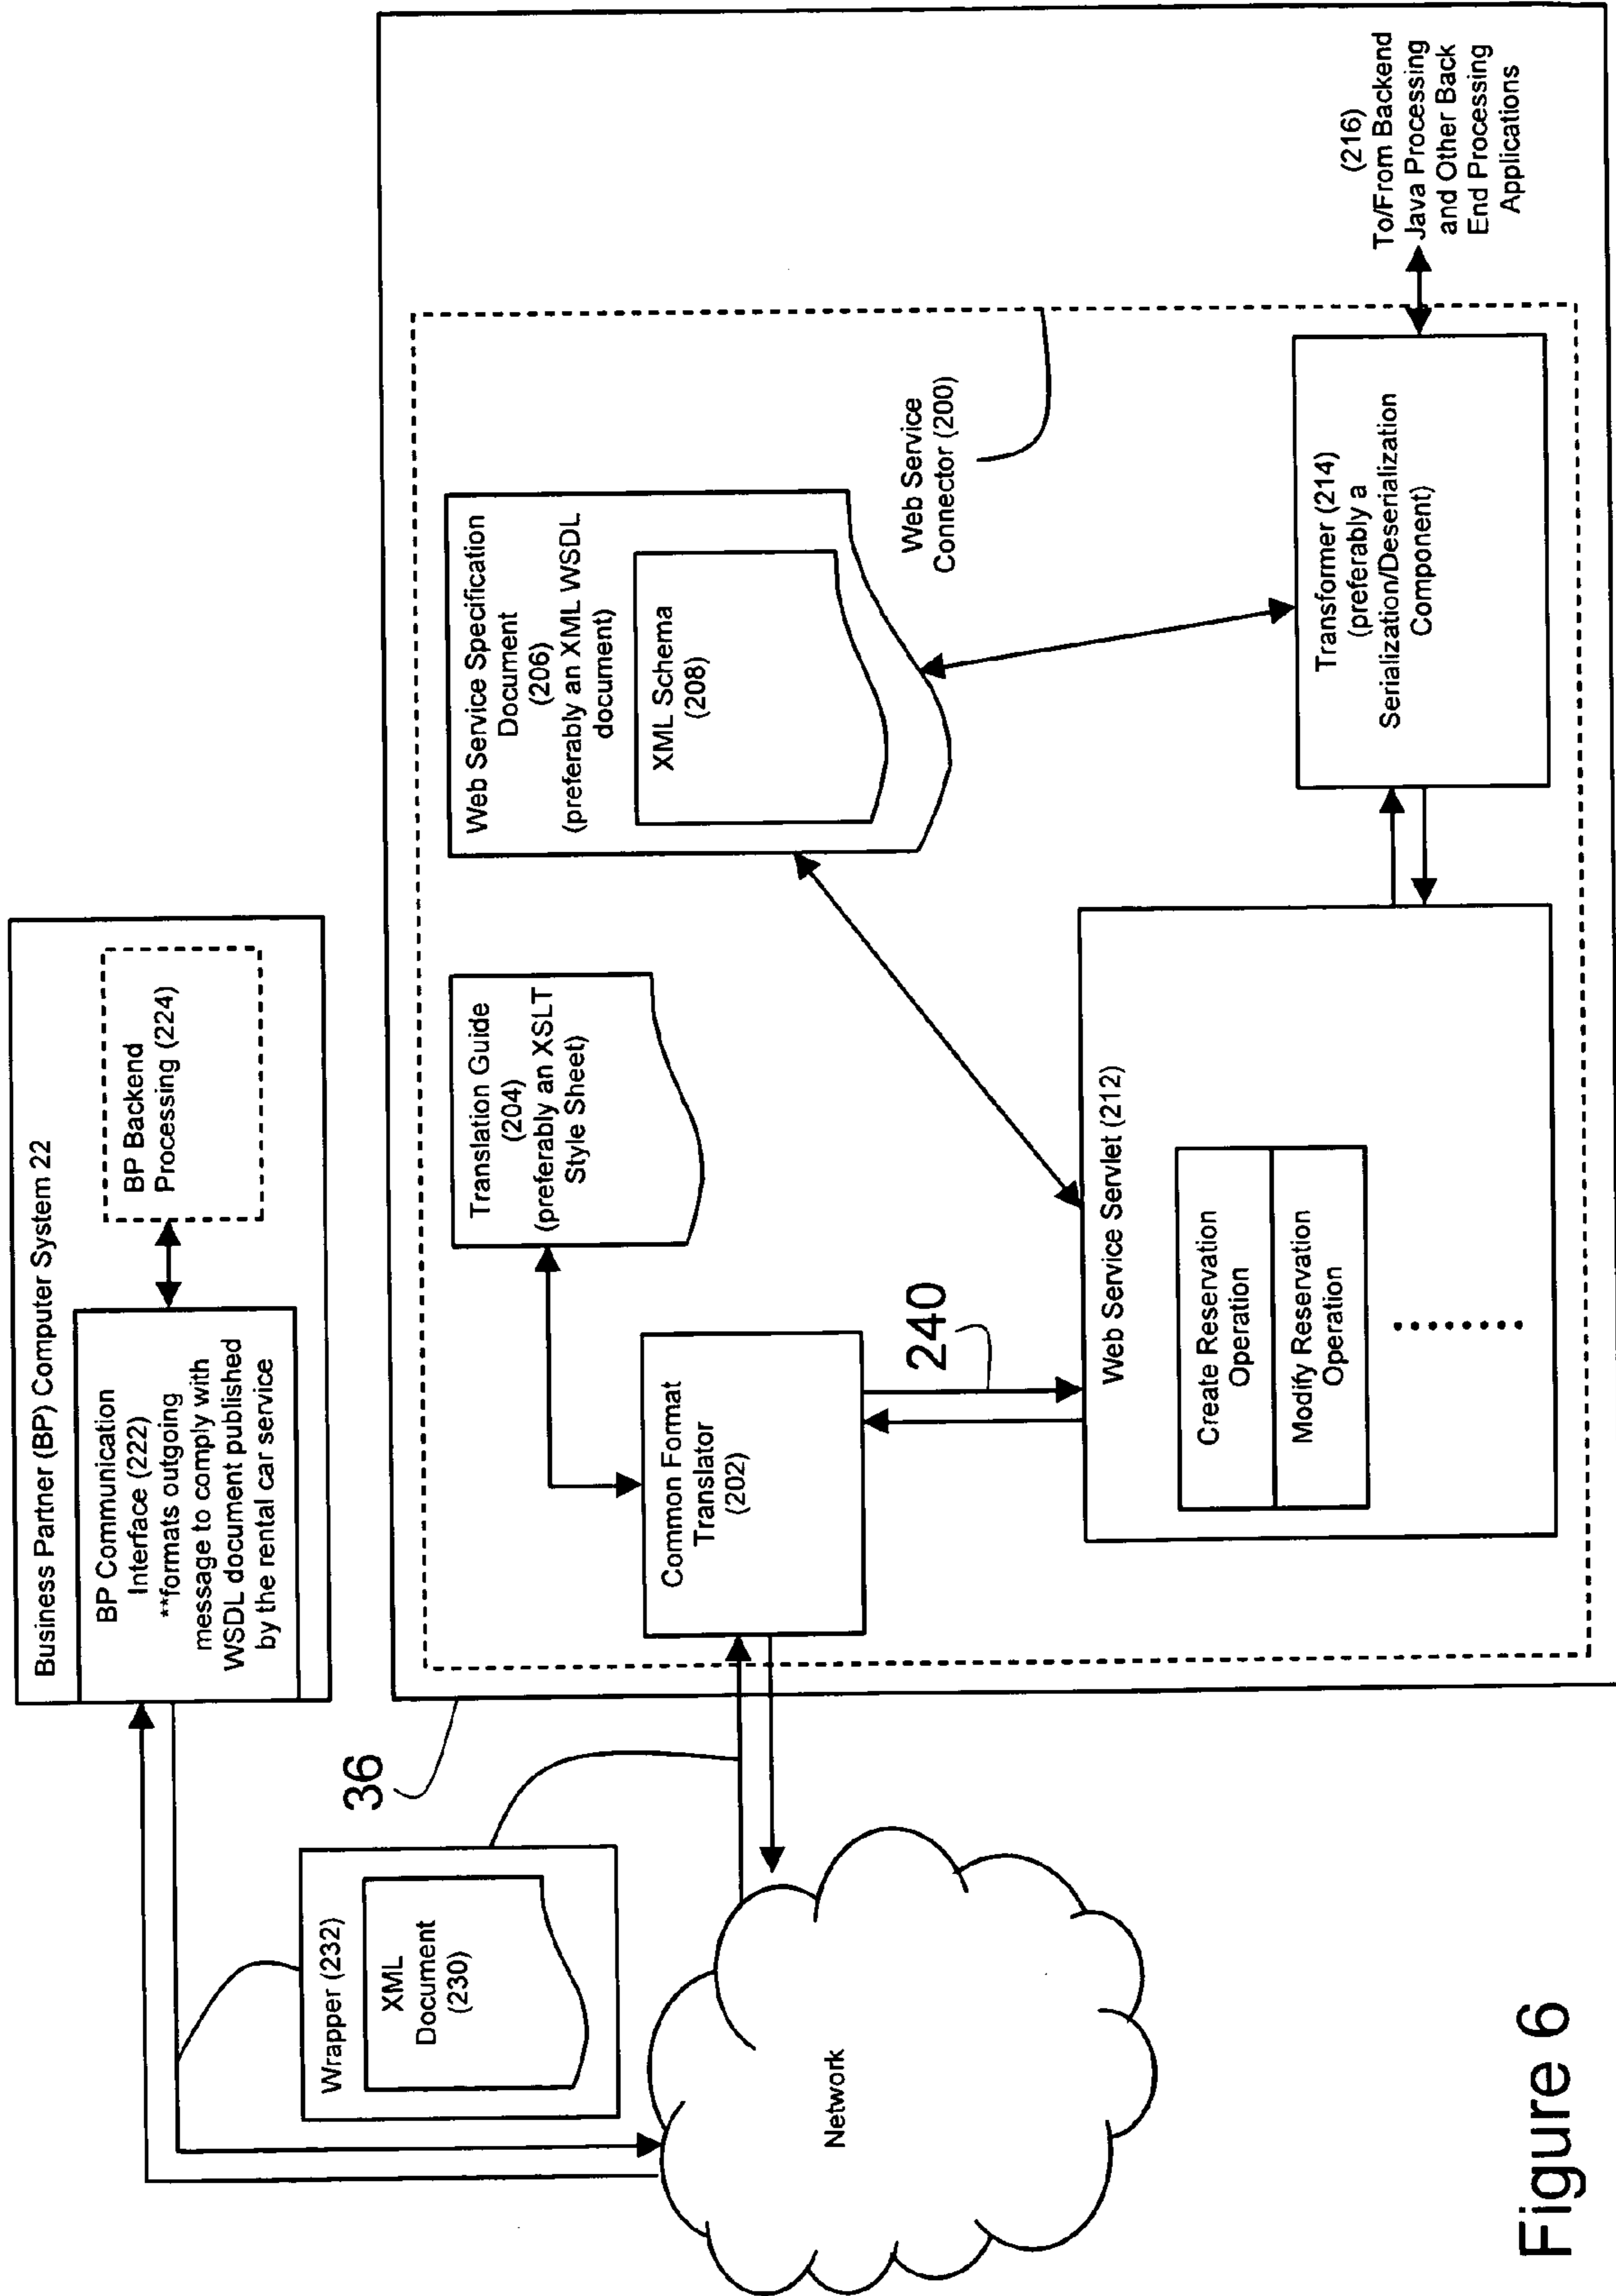 Business Partner (BP) Computer System 22
BP Communication
Interface (222)
**formats outgoing
message to comply with
WSDL document published
by the rental car service
BP Backend
Processing (224)
Wrapper (232)
XML
Document
(230)
36
Network
Common Format
Translator
(202)
Translation Guide
(204)
(preferably an XSLT
Style Sheet)
Web Service Specification
Document
(206)
(preferably an XML WSDL
document)
XML Schema
(208)
240
Web Service
Connector (200)
Web Service Servlet (212)
Create Reservation
Operation
Modify Reservation
Operation
........
Transformer (214)
(preferably a
Serialization/Deserialization
Component)
(216)
To/From Backend
Java Processing
and Other Back
End Processing
Applications
Figure 6